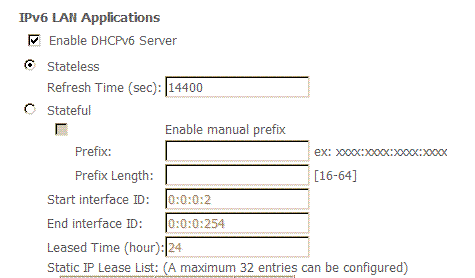 IPv6 LAN Applications
Enable DHCPv6 Server
Stateless
Refresh Time (sec): 14400
Stateful
Enable manual prefix
Prefix: ex: xxxx:xxxx:xxxx:xxxx
Prefix Length: [16-64]
Start interface ID: 0:0:0:2
End interface ID: 0:0:0:254
Leased Time (hour): 24
Static IP Lease List: (A maximum 32 entries can be configured)